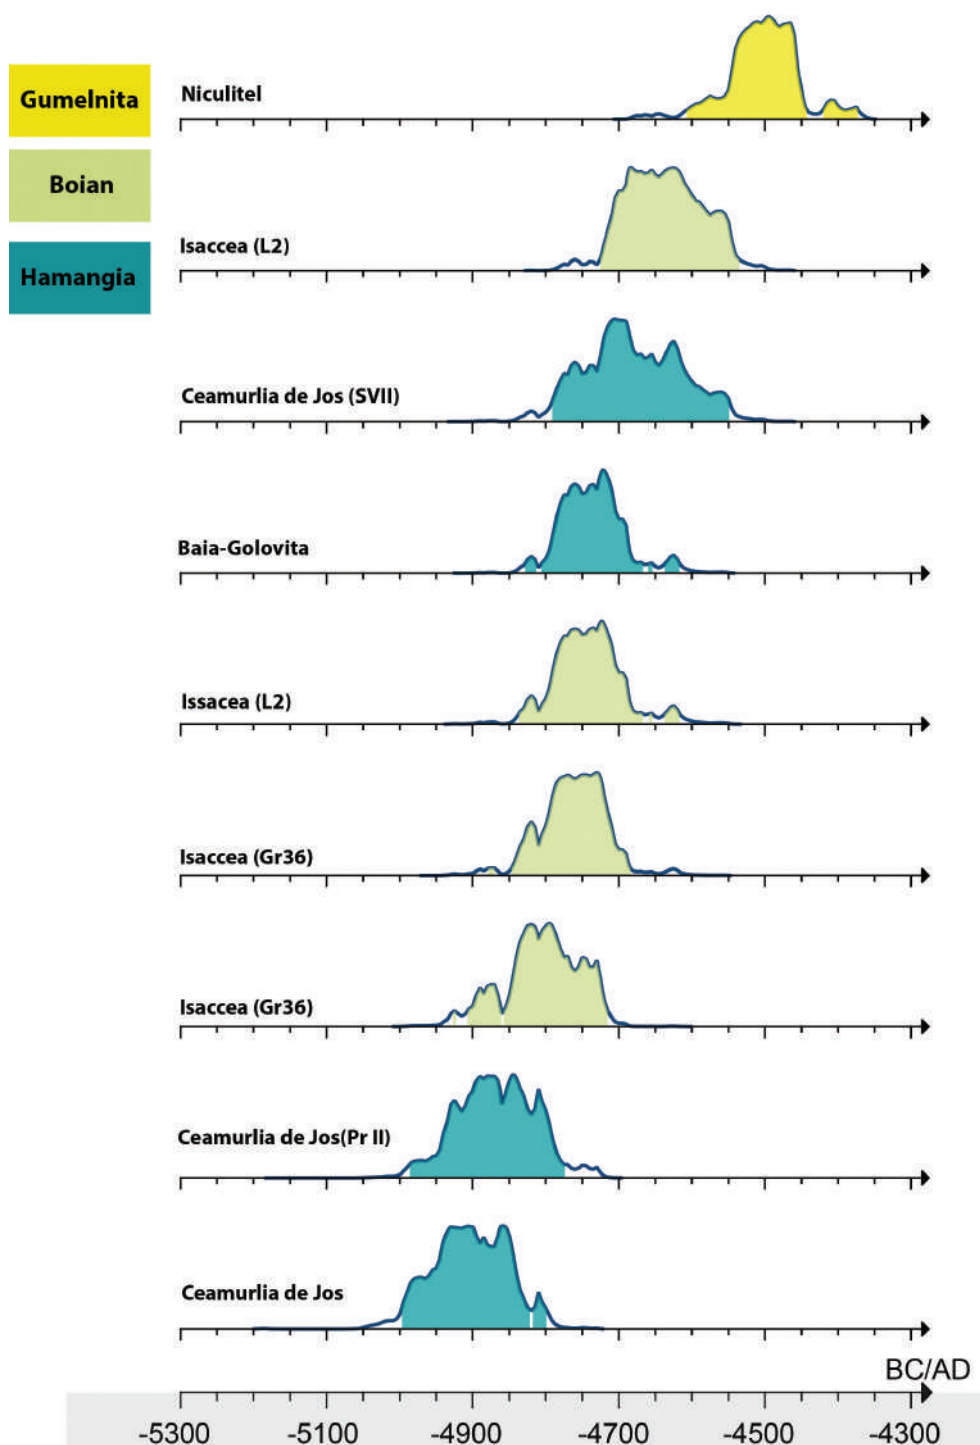 Gumelnita
Boian
Hamangia
Niculitel
Isaccea (L2)
Ceamurlia de Jos (SVII)
Baia-Golovita
Issacea (L2)
Isaccea (Gr36)
Isaccea (Gr36)
Ceamurlia de Jos(Pr II)
Ceamurlia de Jos
BC/AD
-5300 -5100 -4900 -4700 -4500 -4300